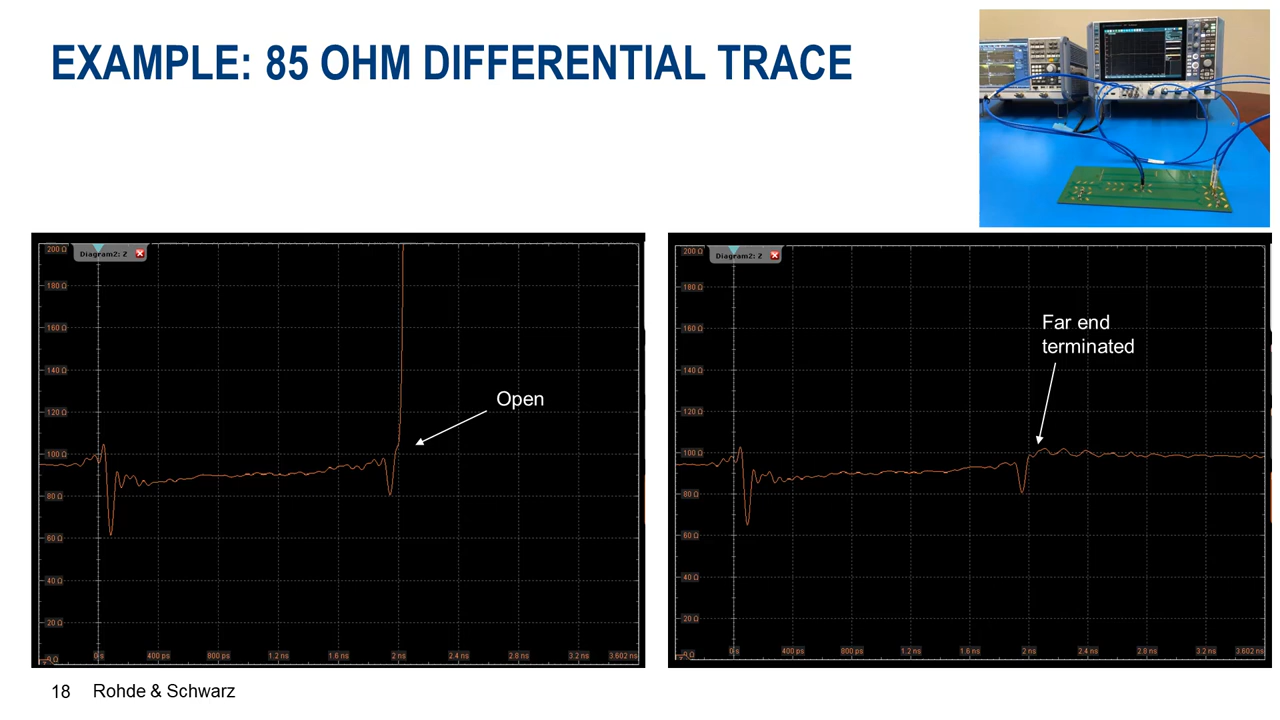 EXAMPLE: 85 OHM DIFFERENTIAL TRACE
200 Ω
Diagram2: Z
180 Ω
160 Ω
140 Ω
120 Ω
Open
100 Ω
80 Ω
60 Ω
40 Ω
20 Ω
0 Ω
0 s 400 ps 800 ps 1.2 ns 1.6 ns 2 ns 2.4 ns 2.8 ns 3.2 ns 3.602 ns
200 Ω
Diagram2: Z
180 Ω
160 Ω
Far end
terminated
140 Ω
120 Ω
100 Ω
80 Ω
60 Ω
40 Ω
20 Ω
0 Ω
0 s 400 ps 800 ps 1.2 ns 1.6 ns 2 ns 2.4 ns 2.8 ns 3.2 ns 3.602 ns
18 Rohde & Schwarz